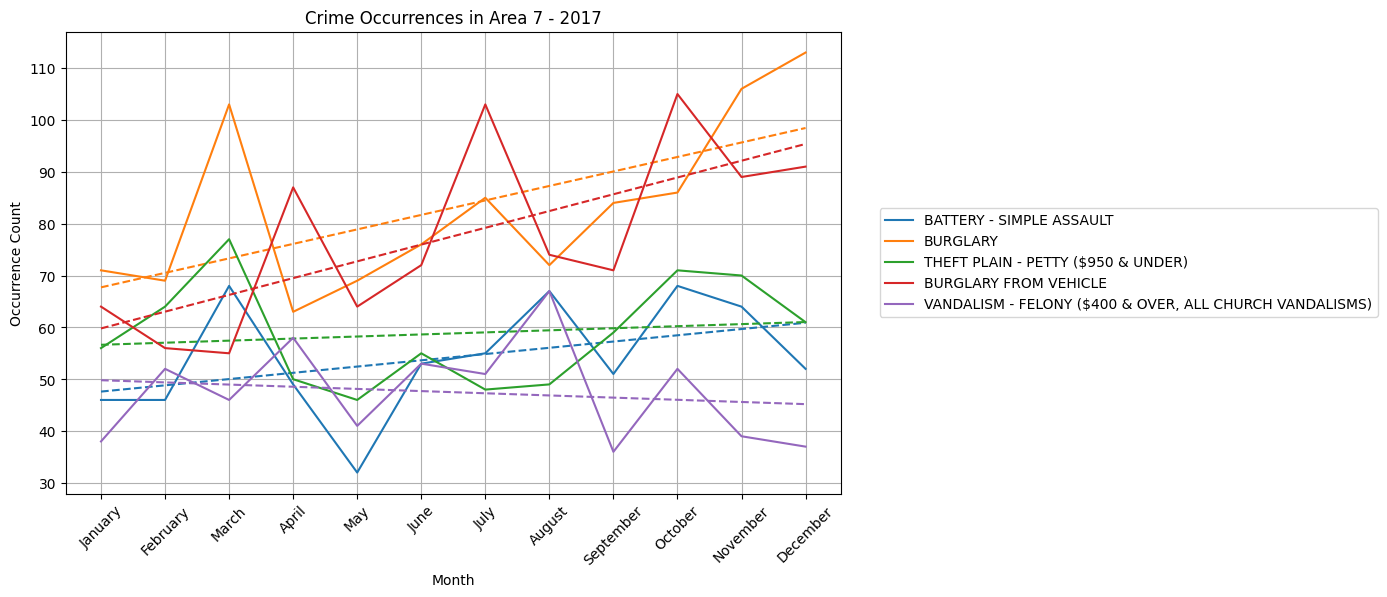 Crime Occurrences in Area 7 - 2017
Occurrence Count
110
100
90
80
70
60
50
40
30
January
February
March
April
May
June
July
August
September
October
November
December
Month
BATTERY - SIMPLE ASSAULT
BURGLARY
THEFT PLAIN - PETTY ($950 & UNDER)
BURGLARY FROM VEHICLE
VANDALISM - FELONY ($400 & OVER, ALL CHURCH VANDALISMS)